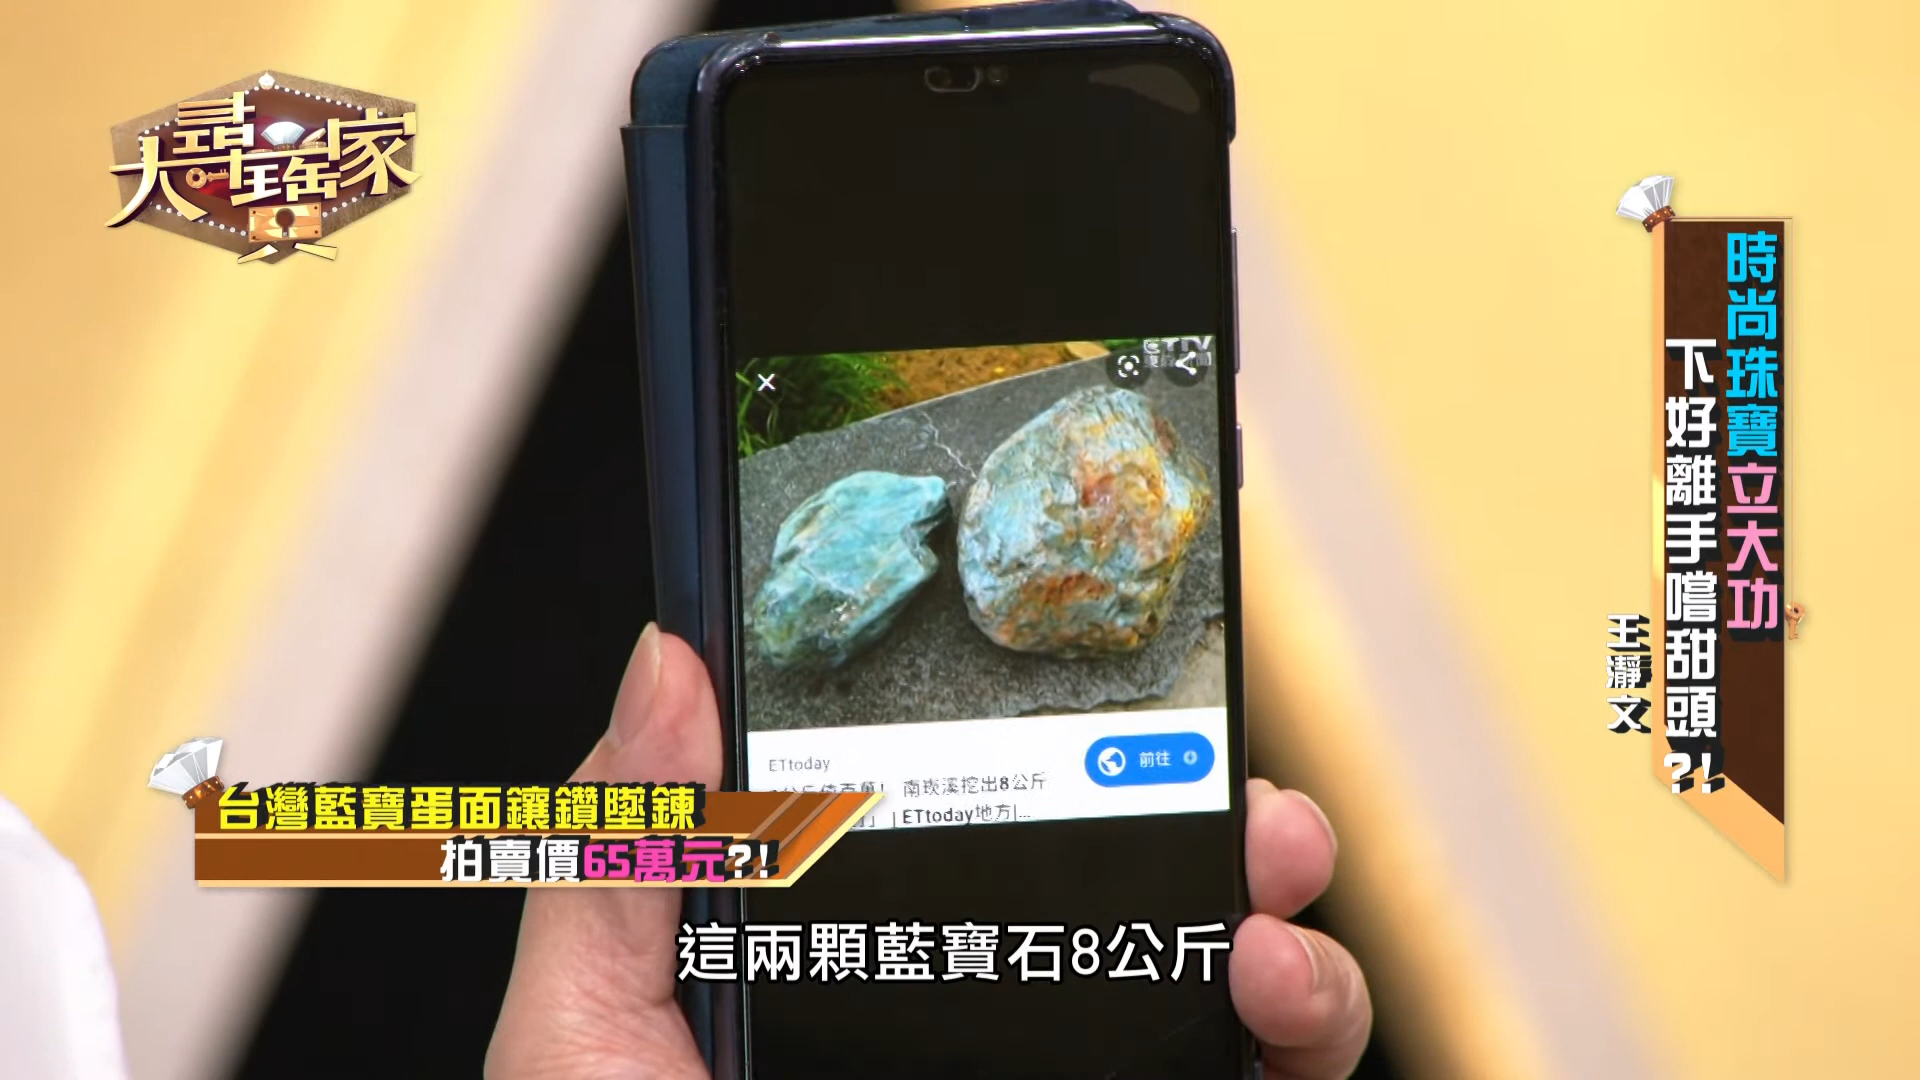 大尋寶家
時尚珠寶立大功
下好離手嚐甜頭?!
王瀞文
ETTV
ETtoday
前往
南崁溪挖出8公斤
| ETtoday地方|...
台灣藍寶蛋面鑲鑽墜鍊
拍賣價65萬元?!
這兩顆藍寶石8公斤